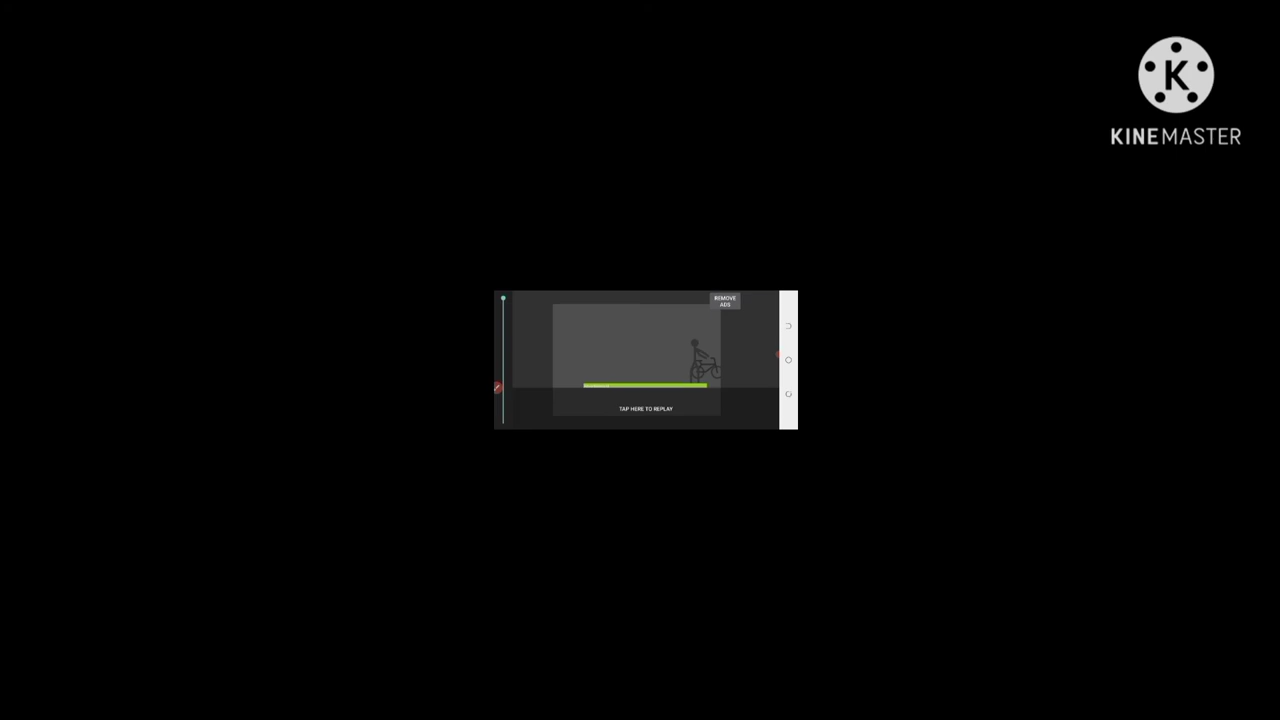 K
KINEMASTER
REMOVE
ADS
TAP HERE TO REPLAY